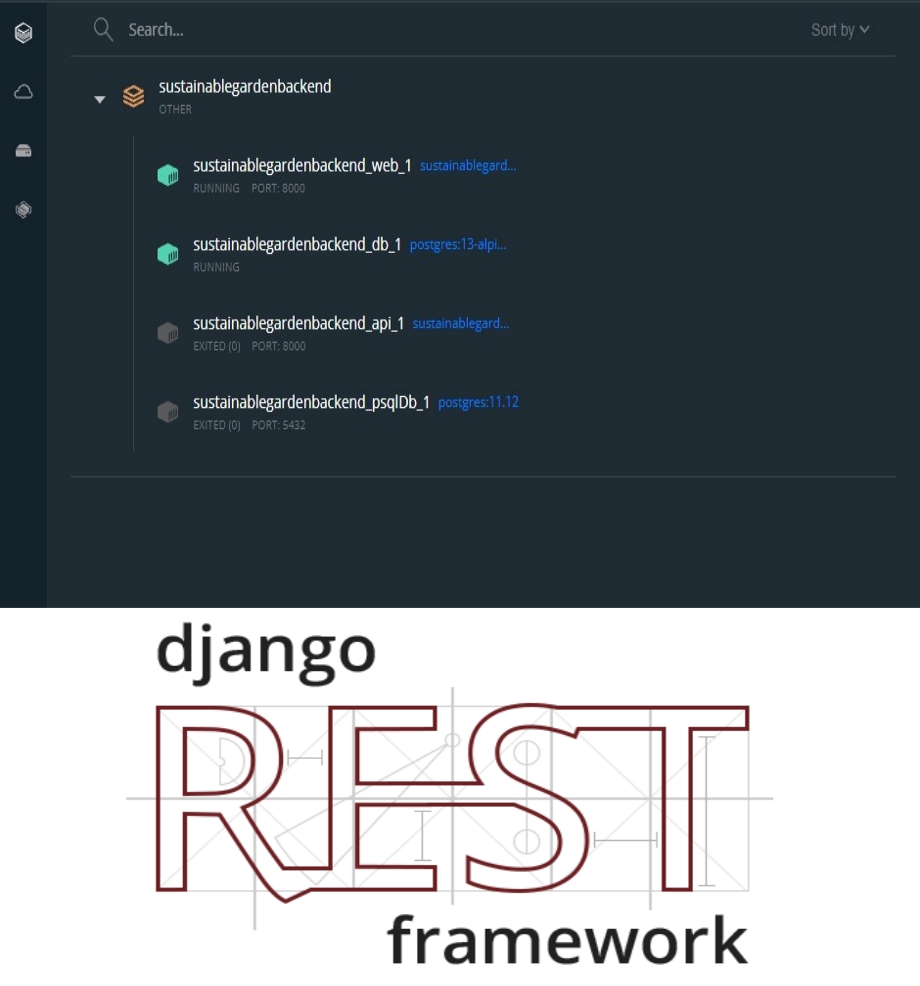 Search...
Sort by
sustainablegardenbackend
OTHER
sustainablegardenbackend_web_1 sustainablegard...
RUNNING PORT: 8000
sustainablegardenbackend_db_1 postgres:13-alpi...
RUNNING
sustainablegardenbackend_api_1 sustainablegard...
EXITED (0) PORT: 8000
sustainablegardenbackend_psqlDb_1 postgres:11.12
EXITED (0) PORT: 5432
django
REST
framework